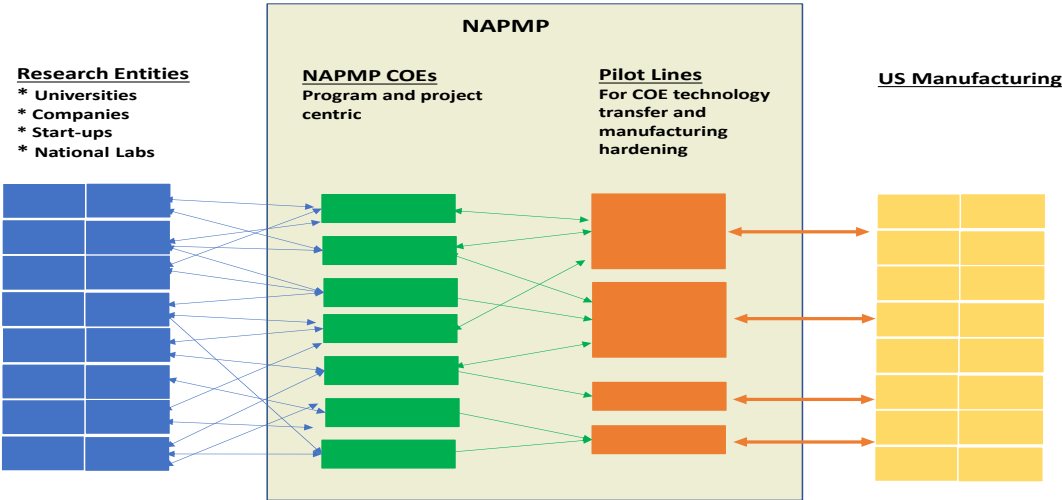 NAPMP
Research Entities
* Universities
* Companies
* Start-ups
* National Labs
NAPMP COEs
Program and project
centric
Pilot Lines
For COE technology
transfer and
manufacturing
hardening
US Manufacturing